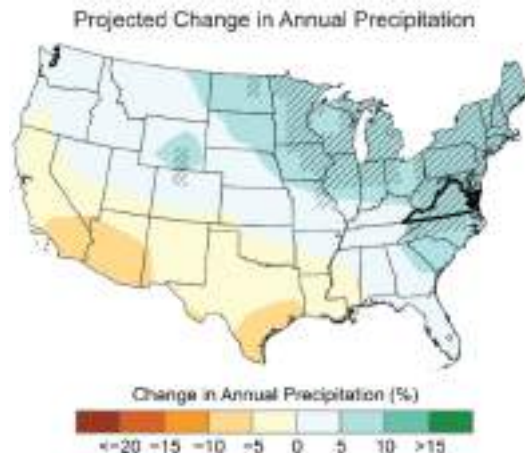 Projected Change in Annual Precipitation
Change in Annual Precipitation (%)
<=20 −15 −10 −5 0 5 10 >15